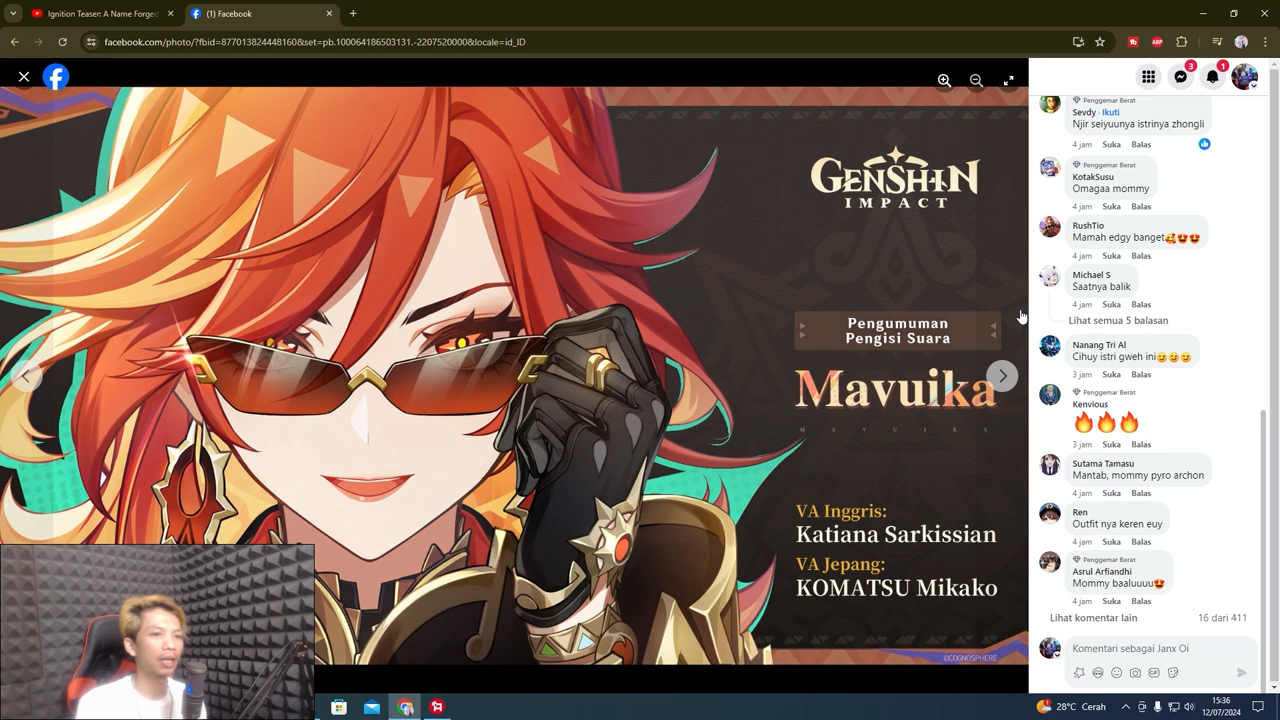 Ignition Teaser: A Name Forged
(1) Facebook
facebook.com/photo/?fbid=877013824448160&set=pb.100064186503131.-2207520000&locale=id_ID
ABP
3
1
GENSHIN
IMPACT
Pengumuman
Pengisi Suara
Mavuika
MAVUIKA
VA Inggris:
Katiana Sarkissian
VA Jepang:
KOMATSU Mikako
©COGNOSPHERE
Penggemar Berat
Sevdy · Ikuti
Njir seiyuunya istrinya zhongli
4 jam Suka Balas
Penggemar Berat
KotakSusu
Omagaa mommy
4 jam Suka Balas
RushTio
Mamah edgy banget🥰😍😍
4 jam Suka Balas
Michael S
Saatnya balik
4 jam Suka Balas
Lihat semua 5 balasan
Nanang Tri Al
Cihuy istri gweh ini😉😉😉
3 jam Suka Balas
Penggemar Berat
Kenvious
🔥🔥🔥
3 jam Suka Balas
Sutama Tamasu
Mantab, mommy pyro archon
4 jam Suka Balas
Ren
Outfit nya keren euy
4 jam Suka Balas
Penggemar Berat
Asrul Arfiandhi
Mommy baaluuuu😍
4 jam Suka Balas
Lihat komentar lain 16 dari 411
Komentari sebagai Janx Oi
28°C Cerah
15:36
12/07/2024